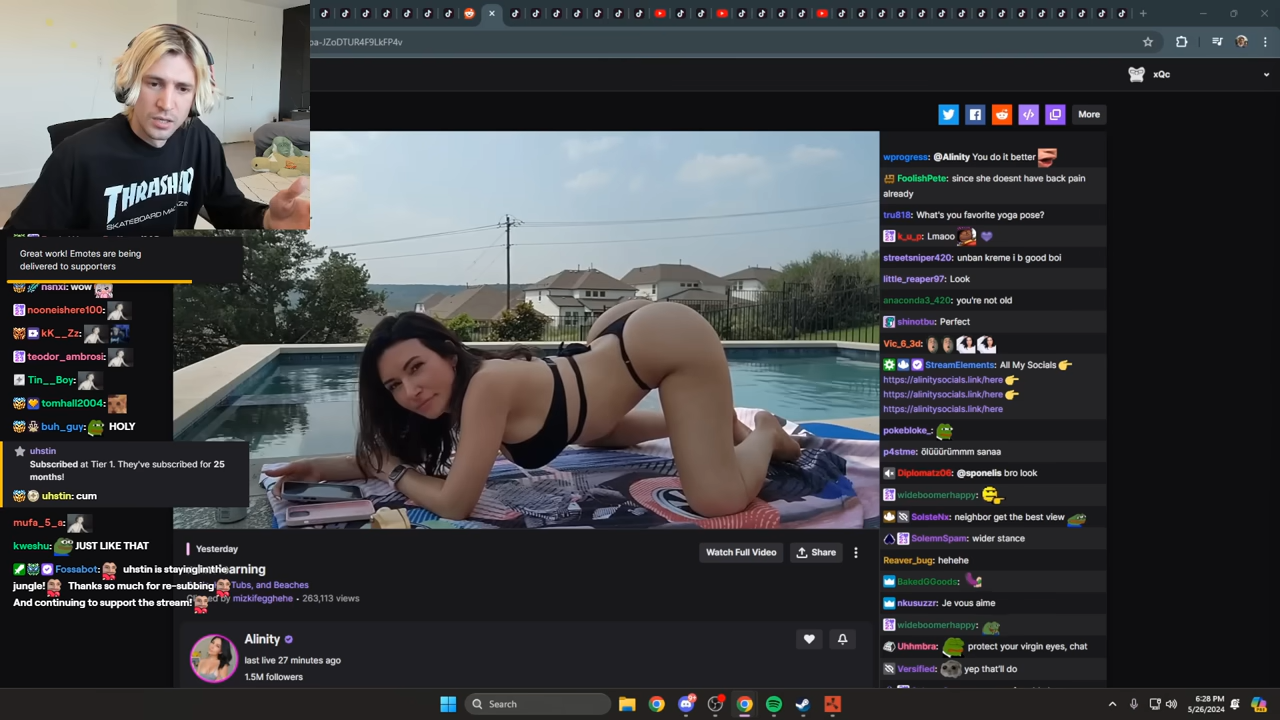 pa-JZoDTUR4F9LkFP4v
xQc
More
THRASHER
SKATEBOARD MAGAZINE
Great work! Emotes are being
delivered to supporters
nsnxi: wow
nooneishere100:
kK__Zz:
teodor_ambrosi:
Tin__Boy:
tomhall2004:
buh_guy: HOLY
uhstin
Subscribed at Tier 1. They've subscribed for 25
months!
uhstin: cum
mufa_5_a:
kweshu: JUST LIKE THAT
Fossabot: uhstin is staying in the
jungle! Thanks so much for re-subbing
And continuing to support the stream!
Yesterday
Watch Full Video
Share
earning
Tubs, and Beaches
by mizkifegghehe • 263,113 views
Alinity
last live 27 minutes ago
1.5M followers
wprogress: @Alinity You do it better
FoolishPete: since she doesnt have back pain
already
tru818: What's you favorite yoga pose?
k_u_p: Lmaoo
streetsniper420: unban kreme i b good boi
little_reaper97: Look
anaconda3_420: you're not old
shinotbu: Perfect
Vic_6_3d:
StreamElements: All My Socials
https://alinitysocials.link/here
https://alinitysocials.link/here
https://alinitysocials.link/here
pokebloke_:
p4stme: ölüüürümmm sanaa
Diplomatz06: @sponelis bro look
wideboomerhappy:
SolsteNx: neighbor get the best view
SolemnSpam: wider stance
Reaver_bug: hehehe
BakedGGoods:
nkusuzzr: Je vous aime
wideboomerhappy:
Uhhmbra: protect your virgin eyes, chat
Versified: yep that'll do
Search
6:28 PM
5/26/2024